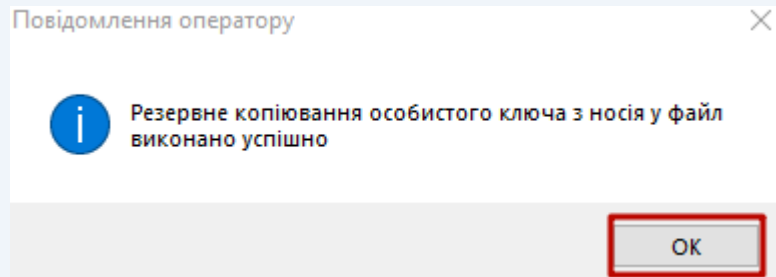 Повідомлення оператору
Резервне копіювання особистого ключа з носія у файл
виконано успішно
OK